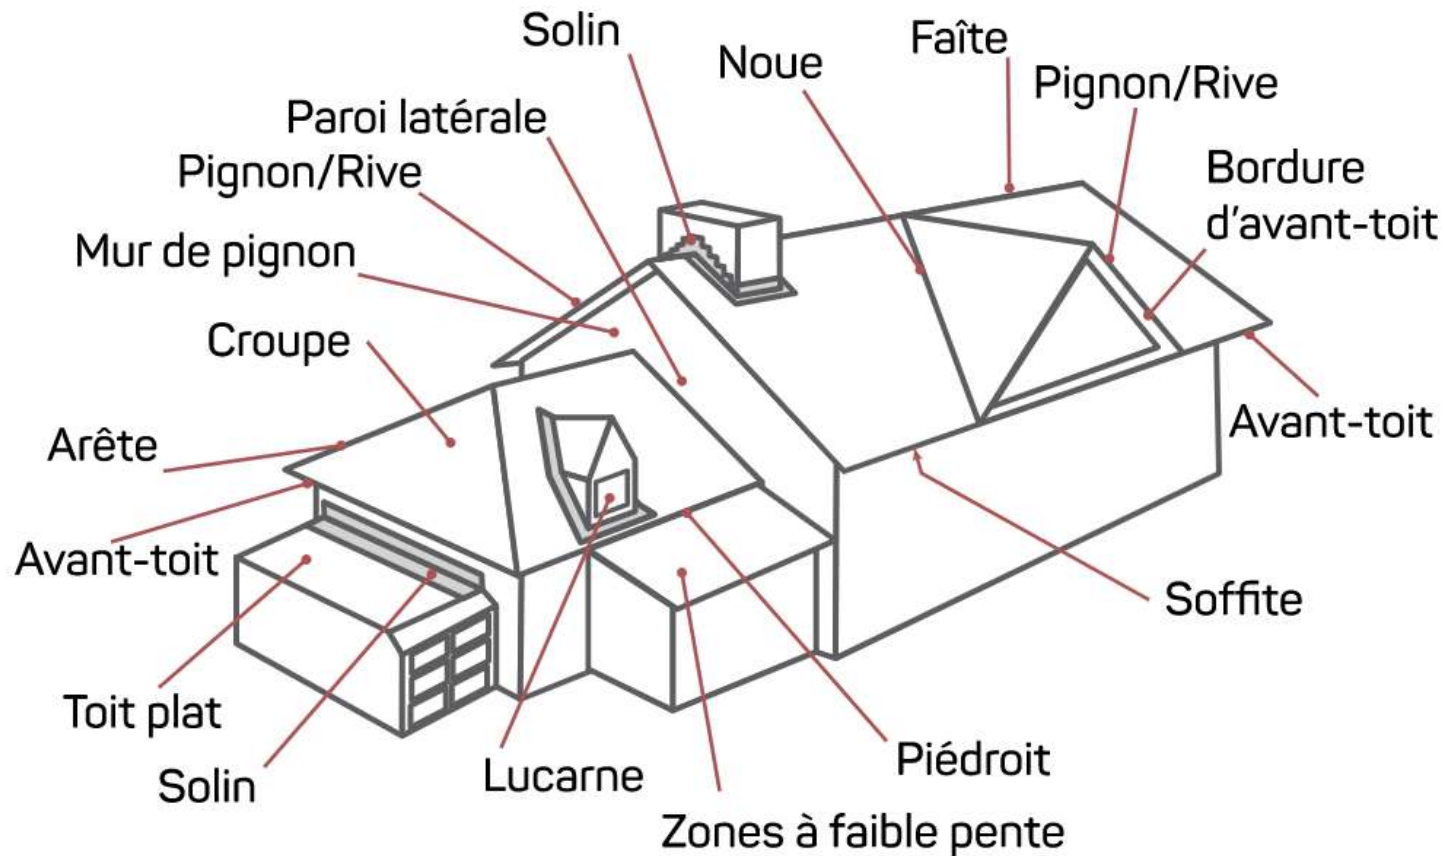 Solin
Noue
Faîte
Pignon/Rive
Paroi latérale
Pignon/Rive
Bordure
d'avant-toit
Mur de pignon
Croupe
Arête
Avant-toit
Avant-toit
Soffite
Toit plat
Solin
Lucarne
Piédroit
Zones à faible pente